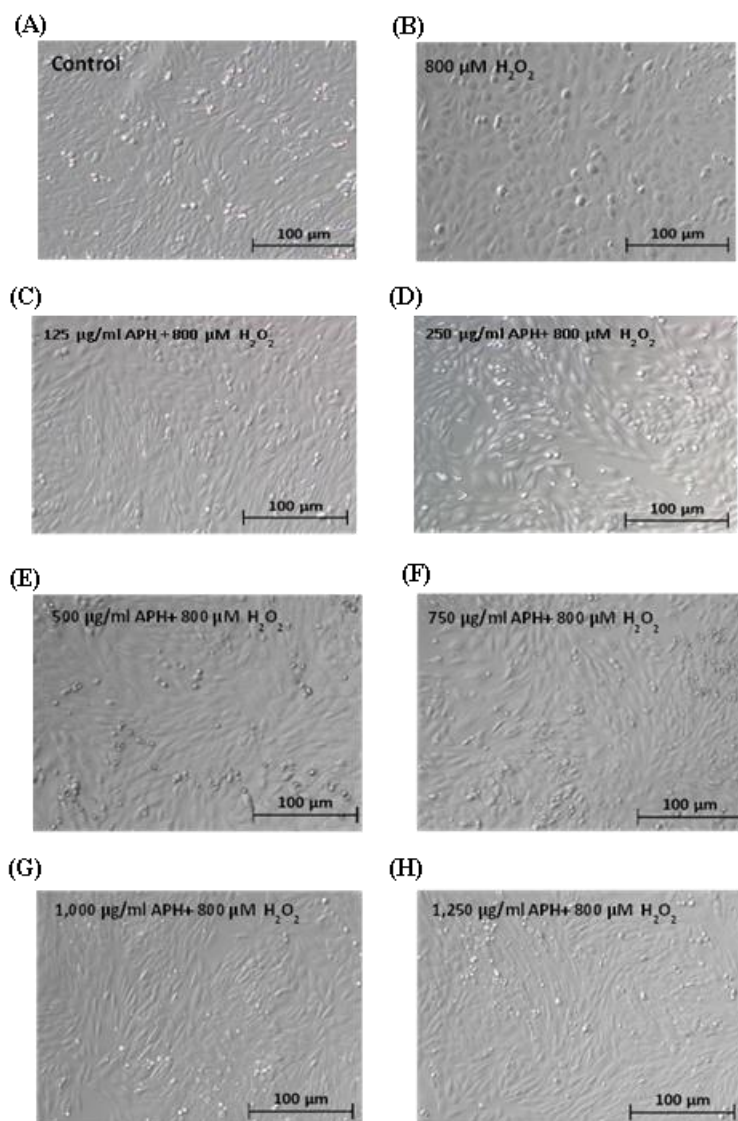 (A)
Control
100 µm
(B)
800 µM H₂O₂
100 µm
(C)
125 µg/ml APH + 800 µM H₂O₂
100 µm
(D)
250 µg/ml APH+ 800 µM H₂O₂
100 µm
(E)
500 µg/ml APH+ 800 µM H₂O₂
100 µm
(F)
750 µg/ml APH+ 800 µM H₂O₂
100 µm
(G)
1,000 µg/ml APH+ 800 µM H₂O₂
100 µm
(H)
1,250 µg/ml APH+ 800 µM H₂O₂
100 µm